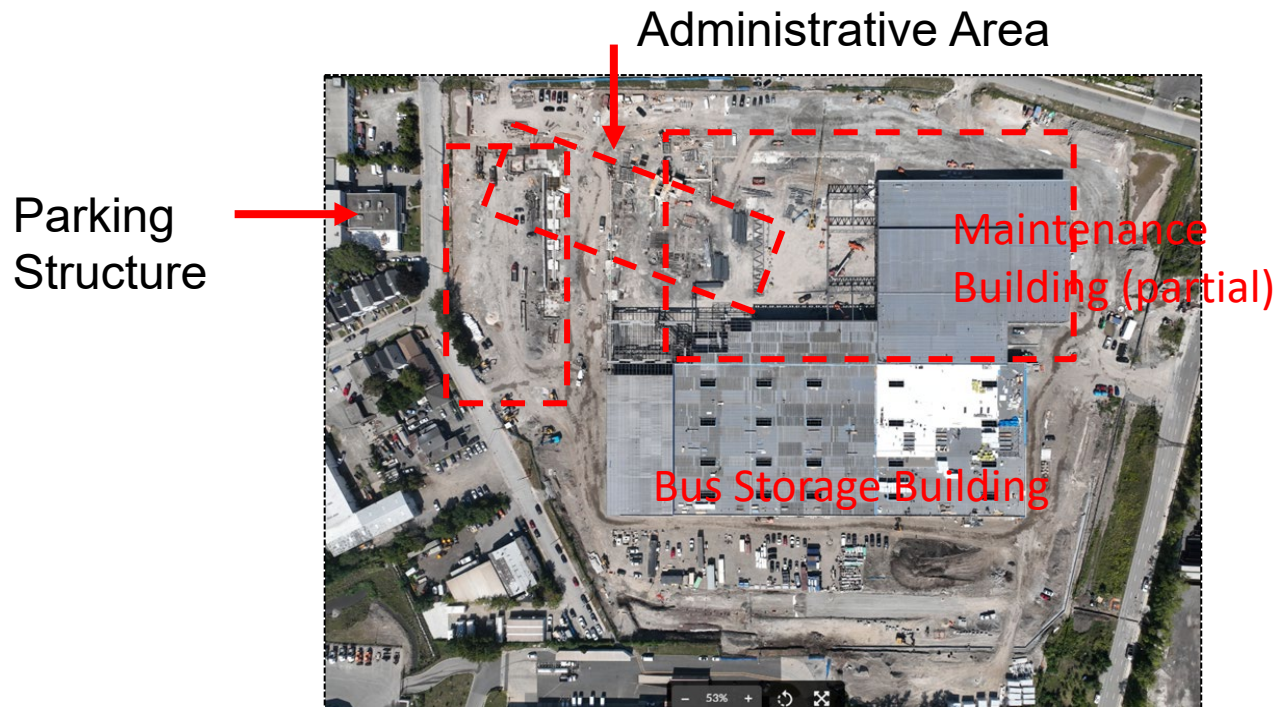 Administrative Area
Parking
Structure
Maintenance
Building (partial)
Bus Storage Building
− 53% +